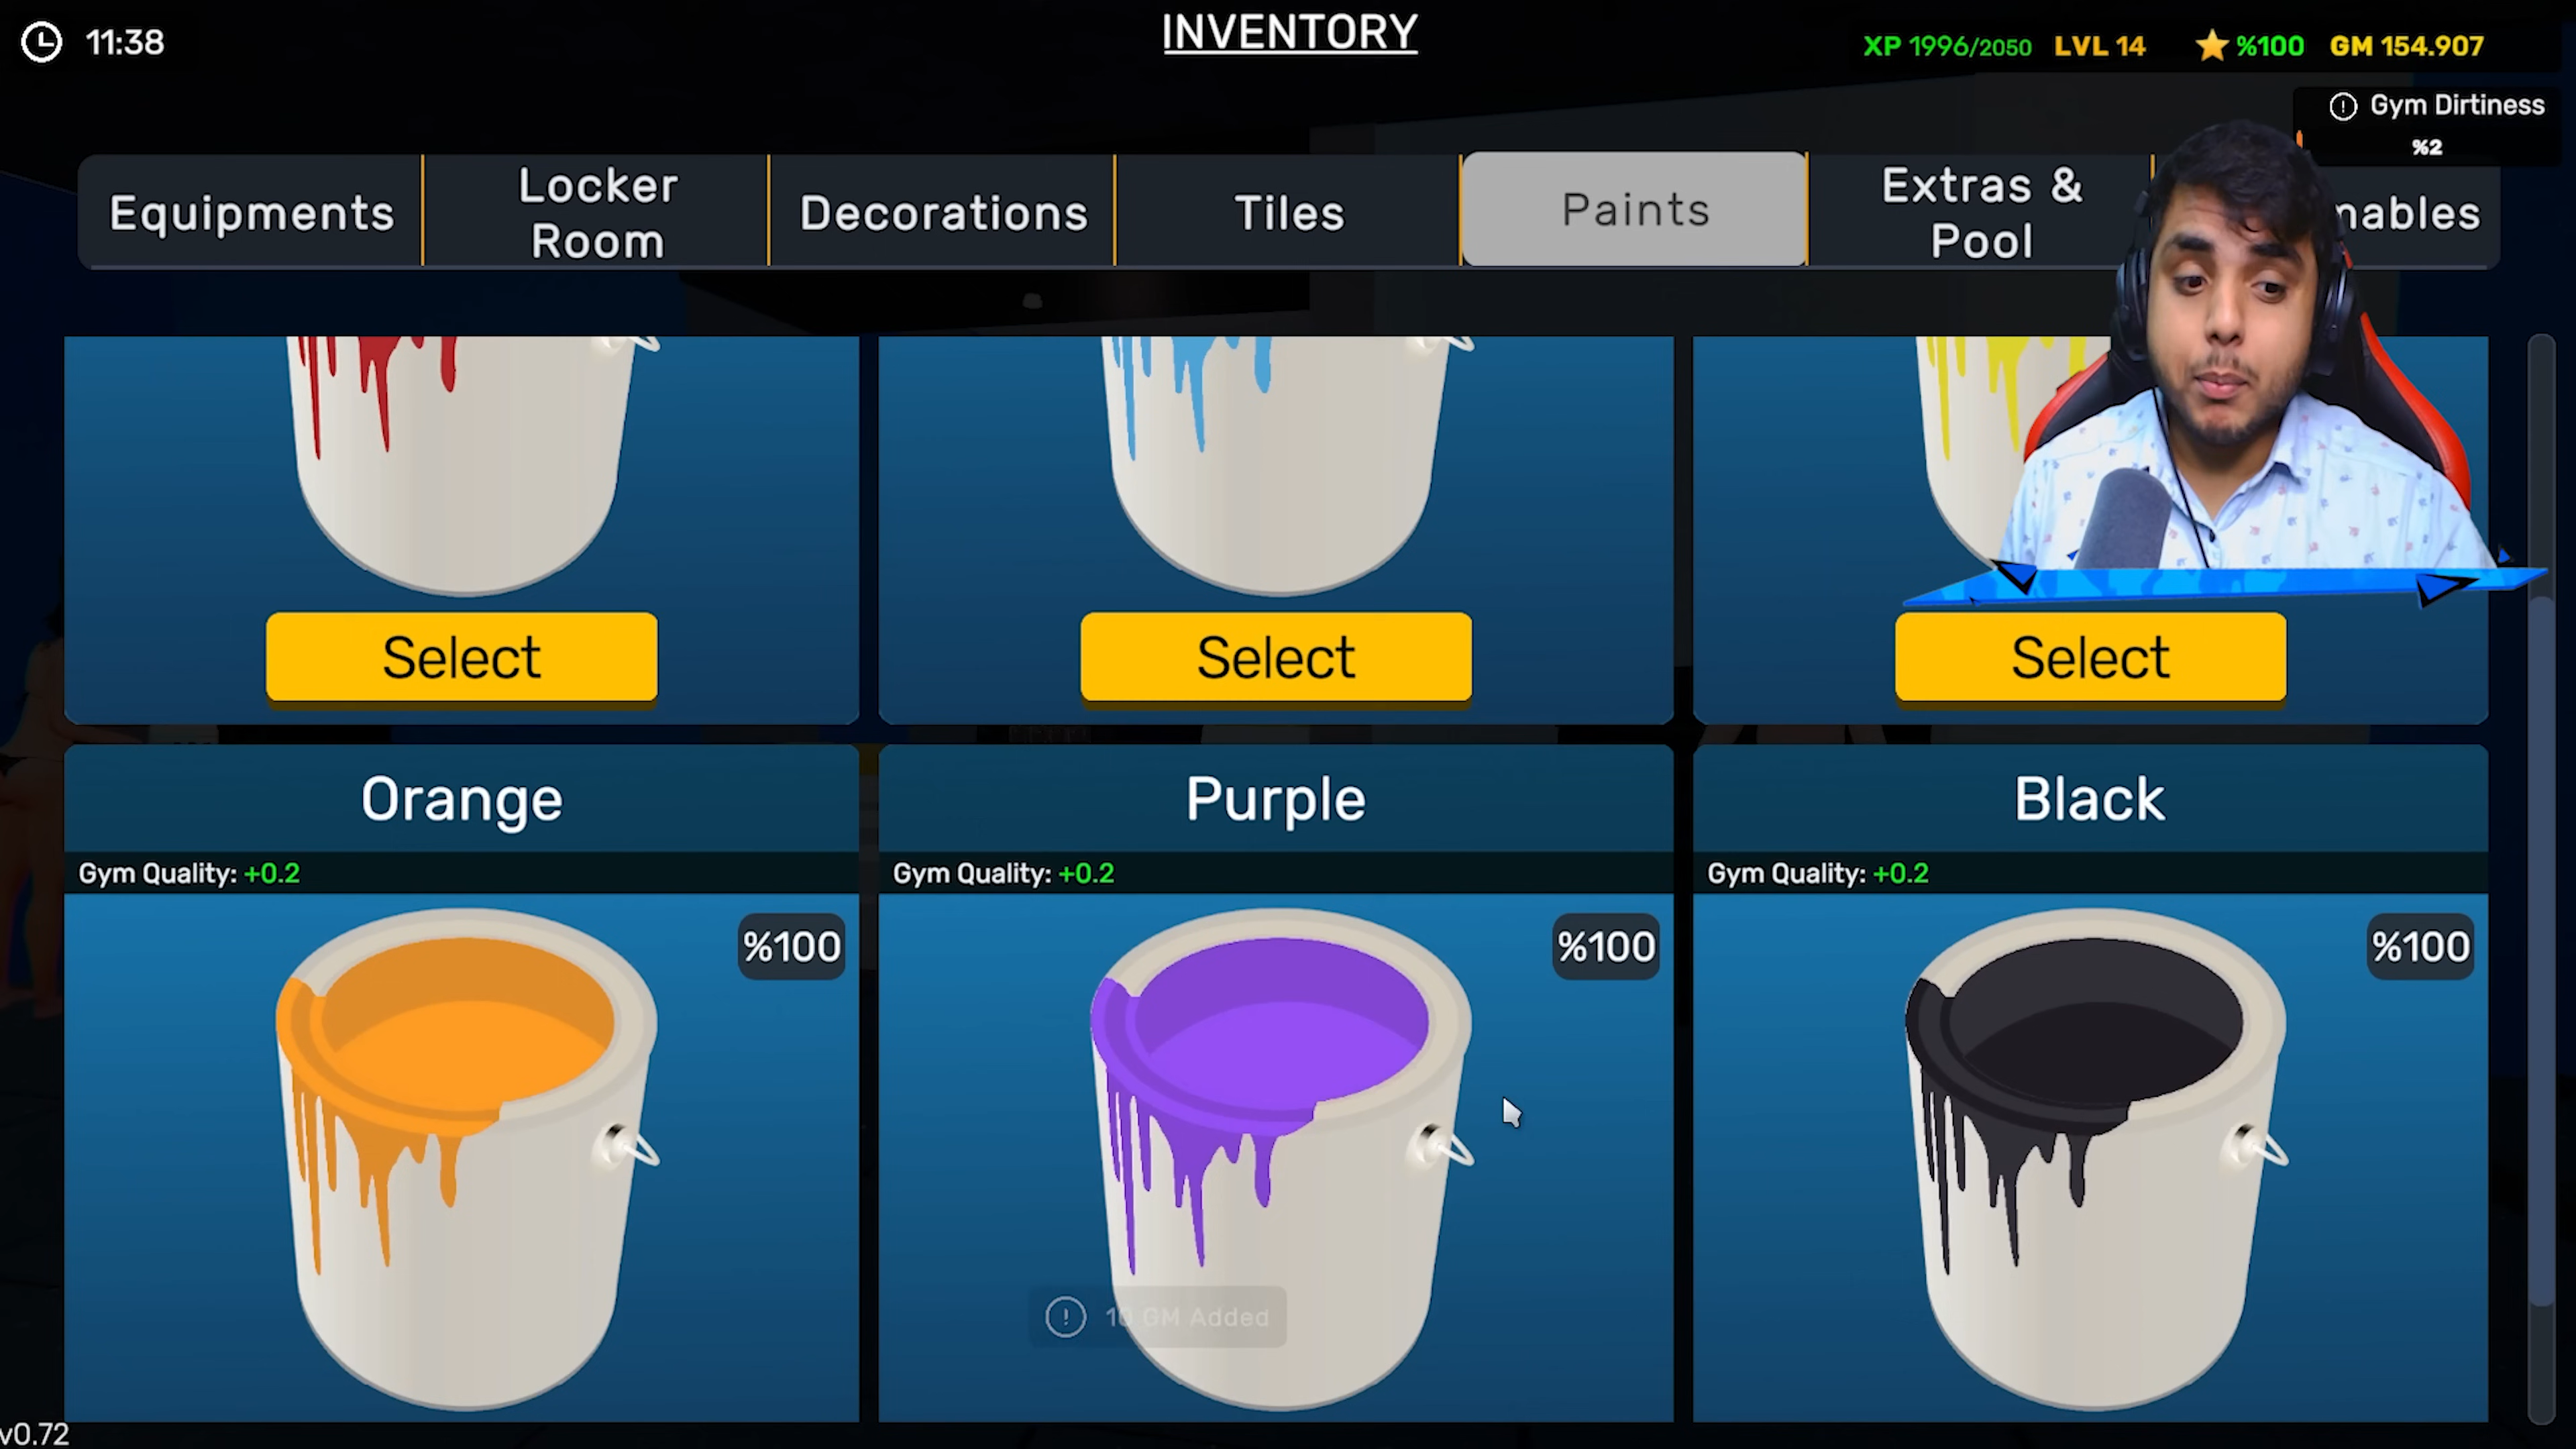 11:38
INVENTORY
XP 1996/2050 LVL 14 %100 GM 154.907
Gym Dirtiness
%2
Equipments
Locker
Room
Decorations
Tiles
Paints
Extras &
Pool
Select
Select
Select
Orange
Purple
Black
Gym Quality: +0.2
Gym Quality: +0.2
Gym Quality: +0.2
%100
%100
%100
GM Added
v0.72